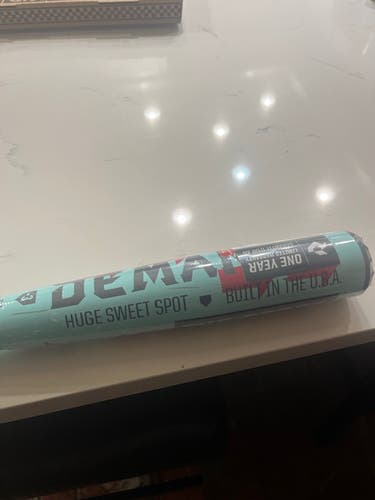 DEMA
ONE YEAR
HUGE SWEET SPOT
BUILT IN THE U.S.A.